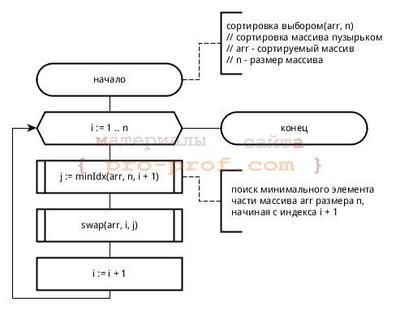 сортировка выбором(arr, n)
// сортировка массива пузырьком
// arr - сортируемый массив
// n - размер массива
начало
i := 1 .. n
конец
материалы сайта
{ pro-prof.com }
j := minIdx(arr, n, i + 1)
поиск минимального элемента
части массива arr размера n,
начиная с индекса i + 1
swap(arr, i, j)
i := i + 1